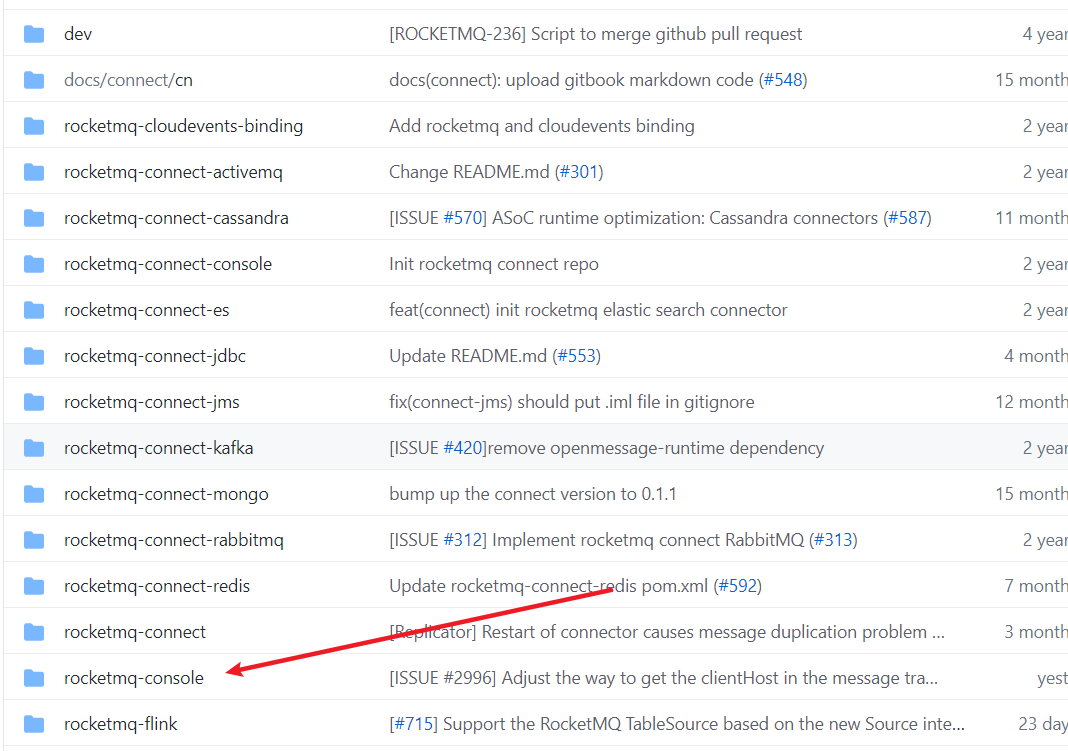 dev [ROCKETMQ-236] Script to merge github pull request 4 year
docs/connect/cn docs(connect): upload gitbook markdown code (#548) 15 month
rocketmq-cloudevents-binding Add rocketmq and cloudevents binding 2 year
rocketmq-connect-activemq Change README.md (#301) 2 year
rocketmq-connect-cassandra [ISSUE #570] ASoC runtime optimization: Cassandra connectors (#587) 11 month
rocketmq-connect-console Init rocketmq connect repo 2 year
rocketmq-connect-es feat(connect) init rocketmq elastic search connector 2 year
rocketmq-connect-jdbc Update README.md (#553) 4 month
rocketmq-connect-jms fix(connect-jms) should put .iml file in gitignore 12 month
rocketmq-connect-kafka [ISSUE #420]remove openmessage-runtime dependency 2 year
rocketmq-connect-mongo bump up the connect version to 0.1.1 15 month
rocketmq-connect-rabbitmq [ISSUE #312] Implement rocketmq connect RabbitMQ (#313) 2 year
rocketmq-connect-redis Update rocketmq-connect-redis pom.xml (#592) 7 month
rocketmq-connect [Replicator] Restart of connector causes message duplication problem ... 3 month
rocketmq-console [ISSUE #2996] Adjust the way to get the clientHost in the message tra... yest
rocketmq-flink [#715] Support the RocketMQ TableSource based on the new Source inte... 23 day